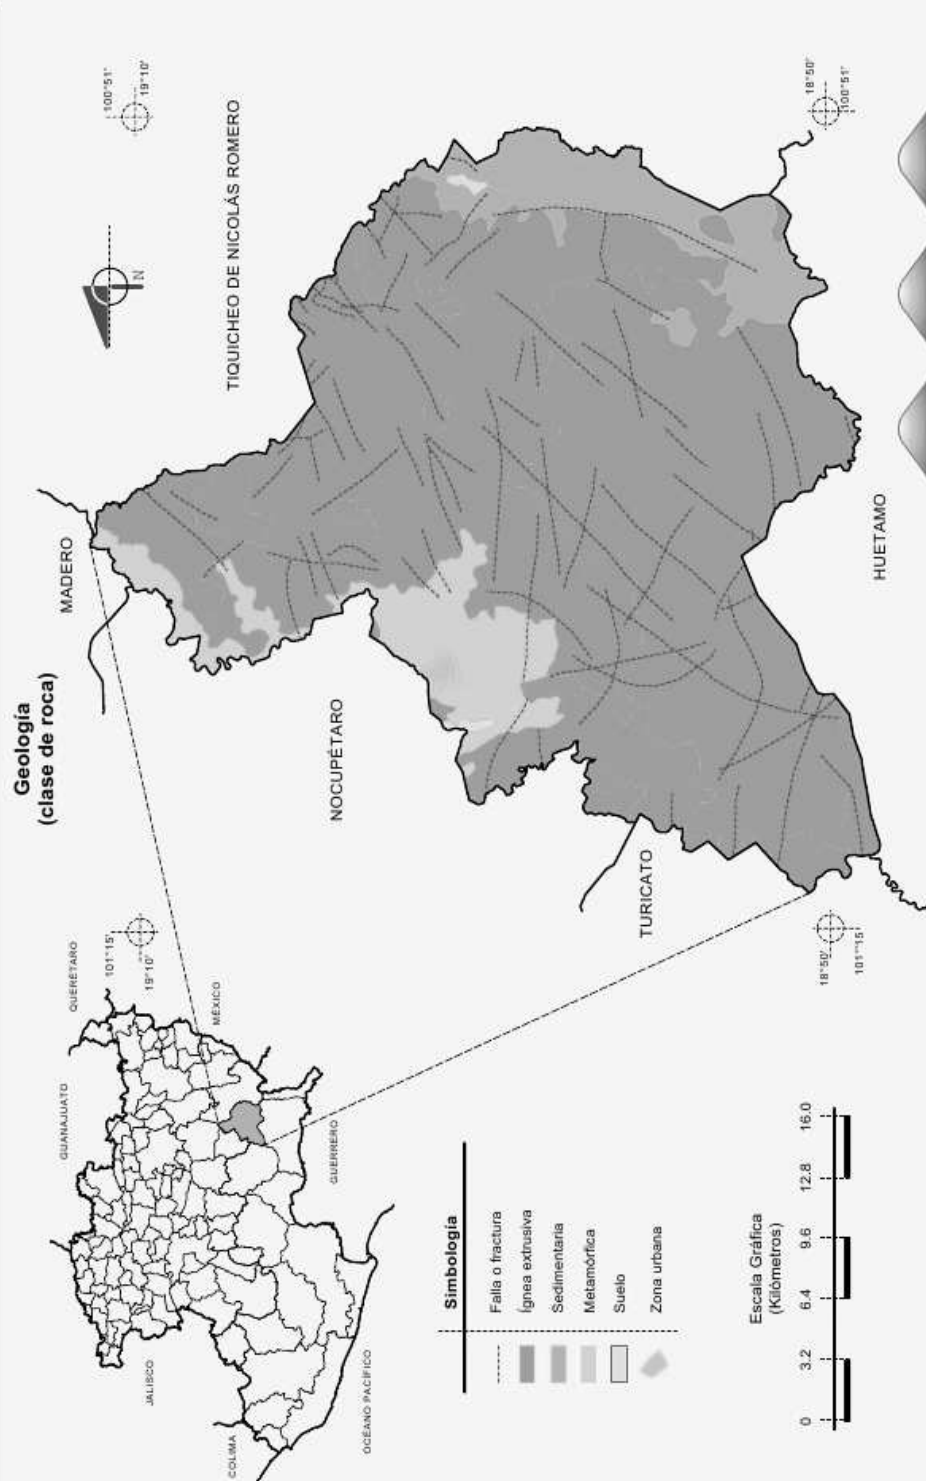 Geología
(clase de roca)
QUERÉTARO
GUANAJUATO
MÉXICO
JALISCO
GUERRERO
COLIMA
OCÉANO PACÍFICO
101°15'
19°10'
100°51'
19°10'
N
MADERO
TIQUICHEO DE NICOLÁS ROMERO
NOCUPÉTARO
TURICATO
HUETAMO
18°50'
101°15'
18°50'
100°51'
Simbología
Falla o fractura
Ígnea extrusiva
Sedimentaria
Metamórfica
Suelo
Zona urbana
Escala Gráfica
(Kilómetros)
0 3.2 6.4 9.6 12.8 16.0